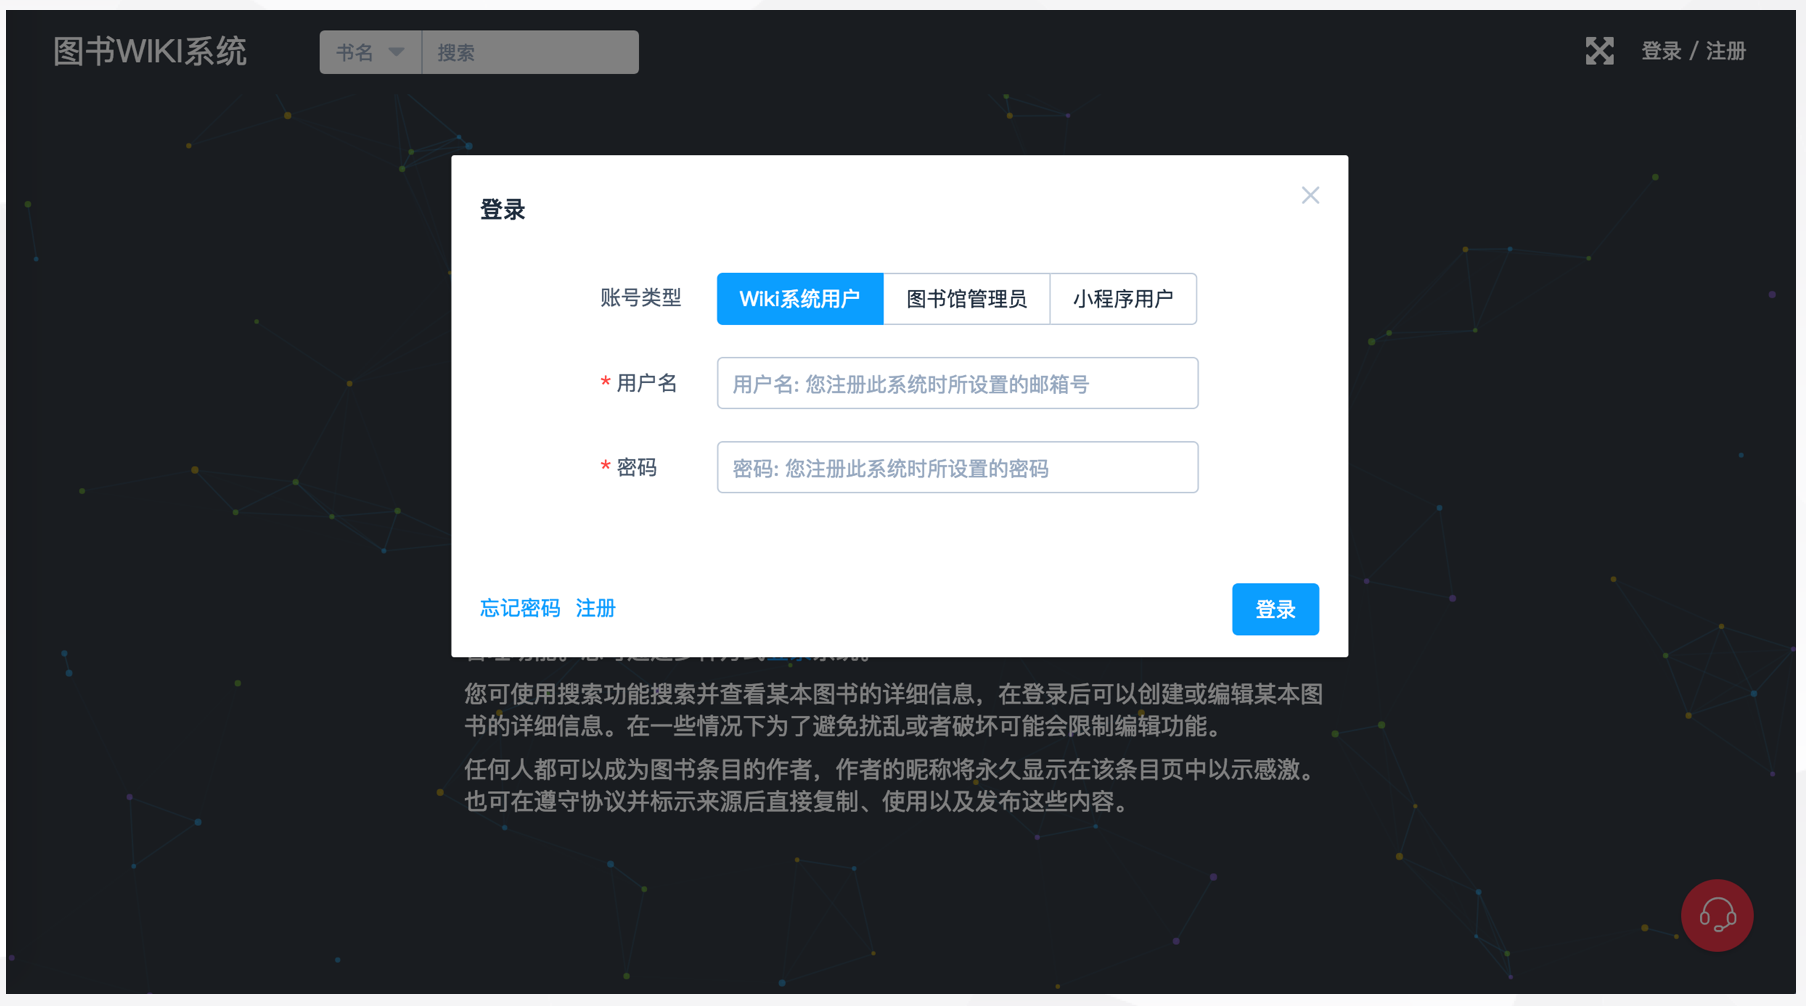 图书WIKI系统
书名
搜索
登录 / 注册
登录
账号类型
Wiki系统用户
图书馆管理员
小程序用户
* 用户名
用户名: 您注册此系统时所设置的邮箱号
* 密码
密码: 您注册此系统时所设置的密码
忘记密码 注册
登录
您可使用搜索功能搜索并查看某本图书的详细信息，在登录后可以创建或编辑某本图
书的详细信息。在一些情况下为了避免扰乱或者破坏可能会限制编辑功能。
任何人都可以成为图书条目的作者，作者的昵称将永久显示在该条目页中以示感激。
也可在遵守协议并标示来源后直接复制、使用以及发布这些内容。